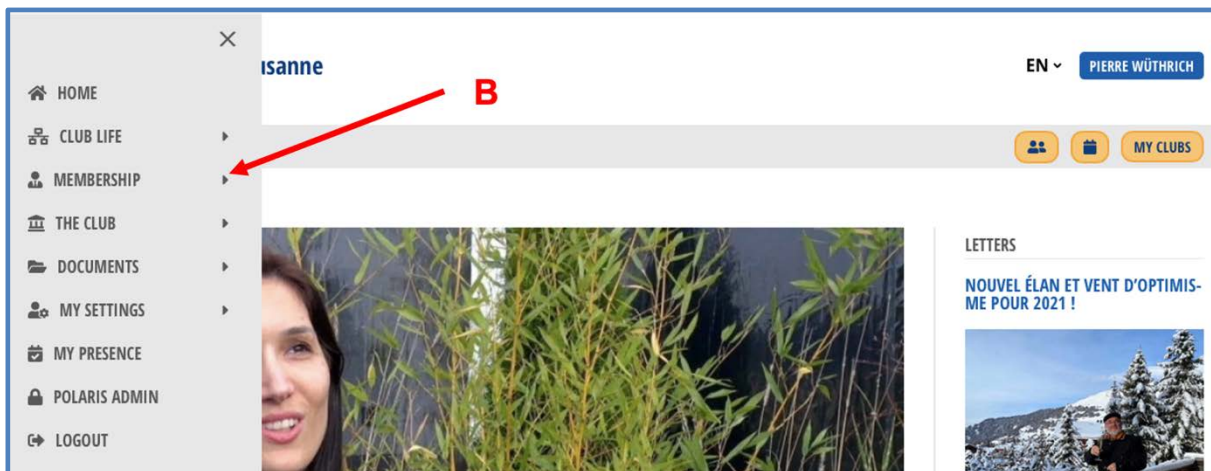 usanne
EN
PIERRE WÜTHRICH
B
HOME
CLUB LIFE
MEMBERSHIP
THE CLUB
DOCUMENTS
MY SETTINGS
MY PRESENCE
POLARIS ADMIN
LOGOUT
MY CLUBS
LETTERS
NOUVEL ÉLAN ET VENT D'OPTIMIS-
ME POUR 2021 !